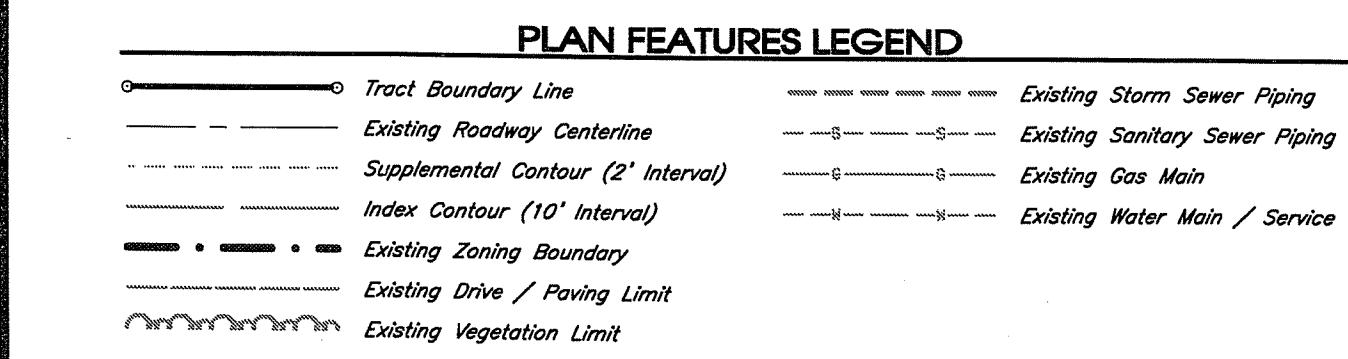 PLAN FEATURES LEGEND
Tract Boundary Line
Existing Roadway Centerline
Supplemental Contour (2' Interval)
Index Contour (10' Interval)
Existing Zoning Boundary
Existing Drive / Paving Limit
Existing Vegetation Limit
Existing Storm Sewer Piping
S S Existing Sanitary Sewer Piping
G G Existing Gas Main
W W Existing Water Main / Service